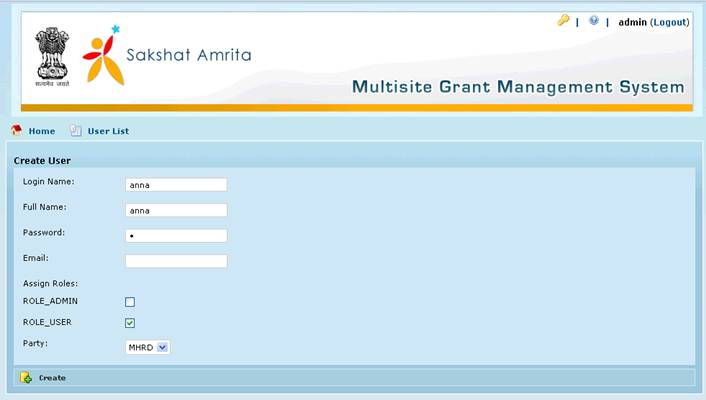 | | admin (Logout)
सत्यमेव जयते
Sakshat Amrita
Multisite Grant Management System
Home User List
Create User
Login Name: anna
Full Name: anna
Password: •
Email:
Assign Roles:
ROLE_ADMIN
ROLE_USER
Party: MHRD
Create